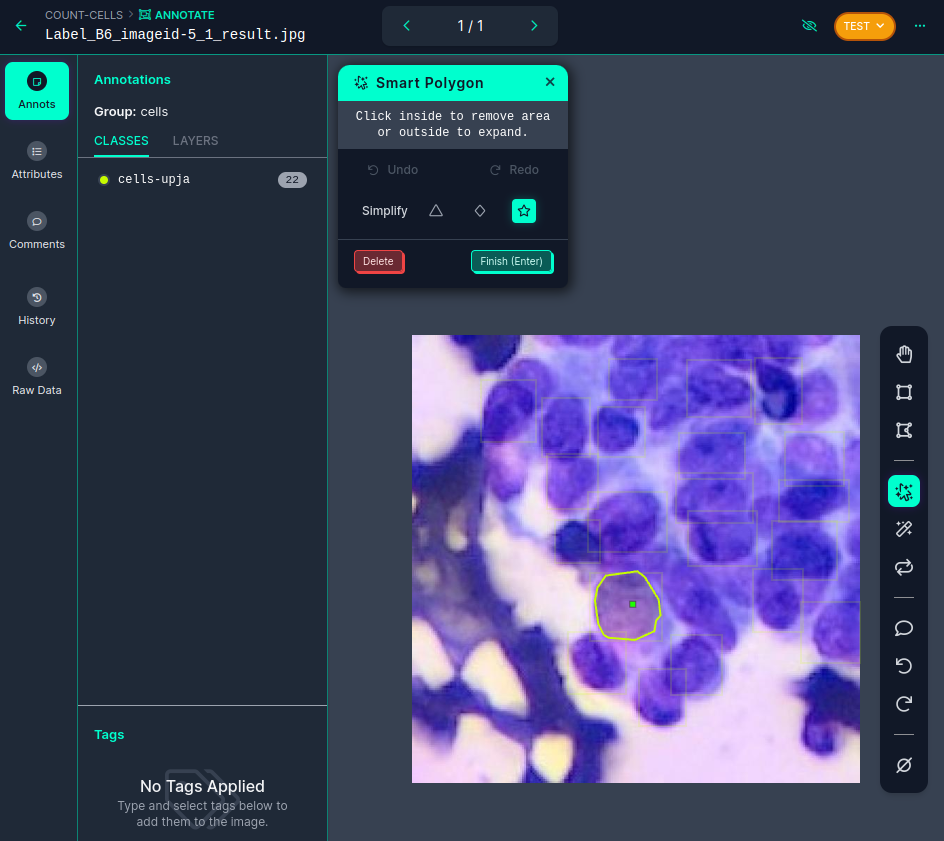 COUNT-CELLS > ANNOTATE
Label_B6_imageid-5_1_result.jpg
1 / 1
TEST
Annots
Attributes
Comments
History
Raw Data
Annotations
Group: cells
CLASSES LAYERS
cells-upja 22
Tags
No Tags Applied
Type and select tags below to
add them to the image.
Smart Polygon
Click inside to remove area
or outside to expand.
Undo Redo
Simplify
Delete Finish (Enter)